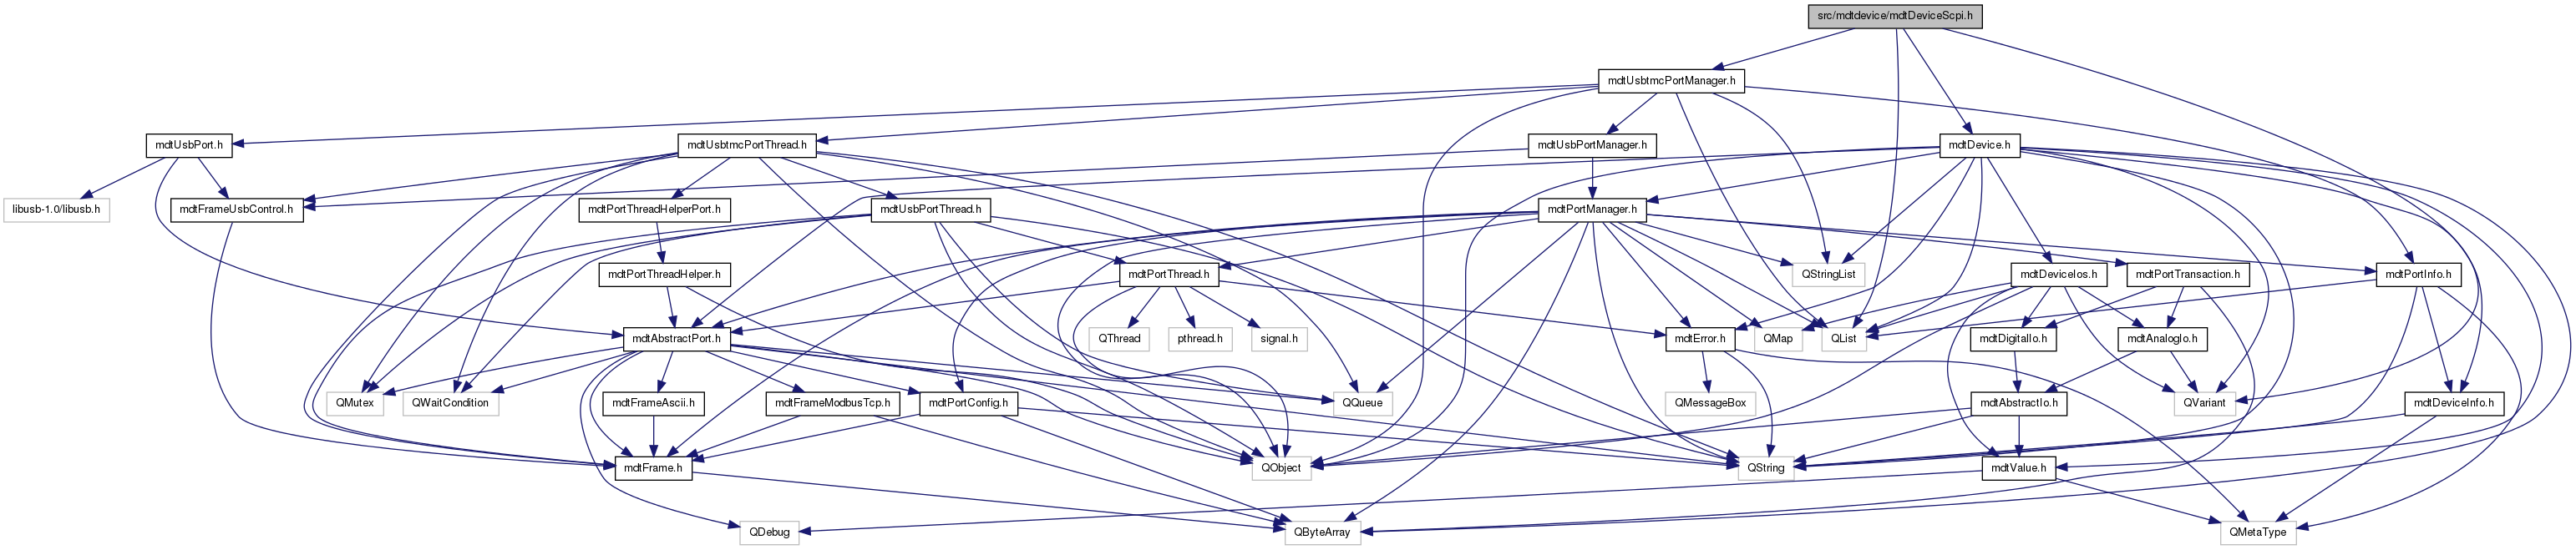 src/mdtdevice/mdtDeviceScpi.h
mdtUsbtmcPortManager.h
mdtUsbPort.h
mdtUsbtmcPortThread.h
mdtUsbPortManager.h
mdtDevice.h
libusb-1.0/libusb.h
mdtFrameUsbControl.h
mdtPortThreadHelperPort.h
mdtUsbPortThread.h
mdtPortManager.h
mdtPortThreadHelper.h
mdtPortThread.h
QStringList
mdtDeviceIos.h
mdtPortTransaction.h
mdtPortInfo.h
mdtAbstractPort.h
QThread
pthread.h
signal.h
mdtError.h
QMap
QList
mdtDigitalIo.h
mdtAnalogIo.h
QMutex
QWaitCondition
mdtFrameAscii.h
mdtFrameModbusTcp.h
mdtPortConfig.h
QQueue
QMessageBox
mdtAbstractIo.h
QVariant
mdtDeviceInfo.h
mdtFrame.h
QObject
QString
mdtValue.h
QDebug
QByteArray
QMetaType